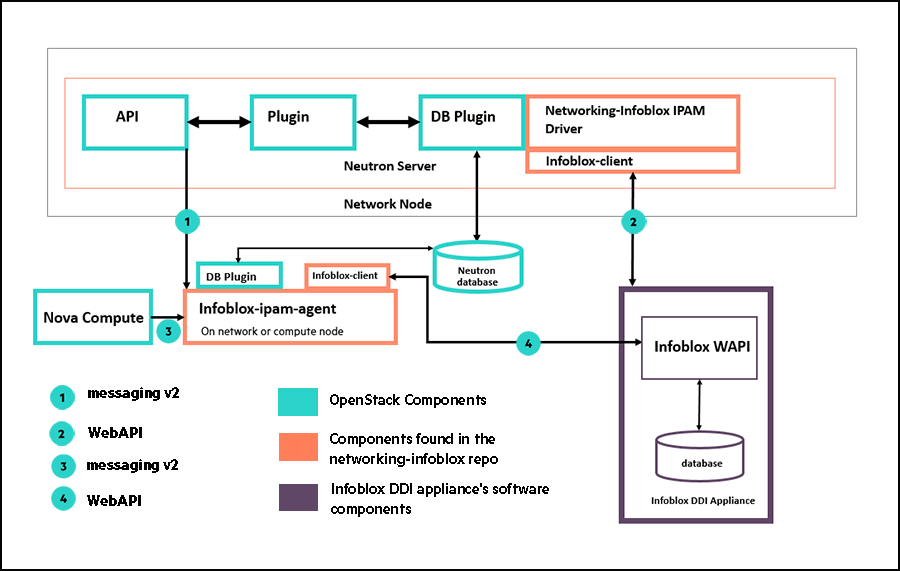 API
Plugin
DB Plugin
Networking-Infoblox IPAM
Driver
Infoblox-client
Neutron Server
Network Node
1
2
DB Plugin
Infoblox-client
Neutron
database
Nova Compute
3
Infoblox-ipam-agent
On network or compute node
4
Infoblox WAPI
database
Infoblox DDI Appliance
1 messaging v2
2 WebAPI
3 messaging v2
4 WebAPI
OpenStack Components
Components found in the
networking-infoblox repo
Infoblox DDI appliance's software
components